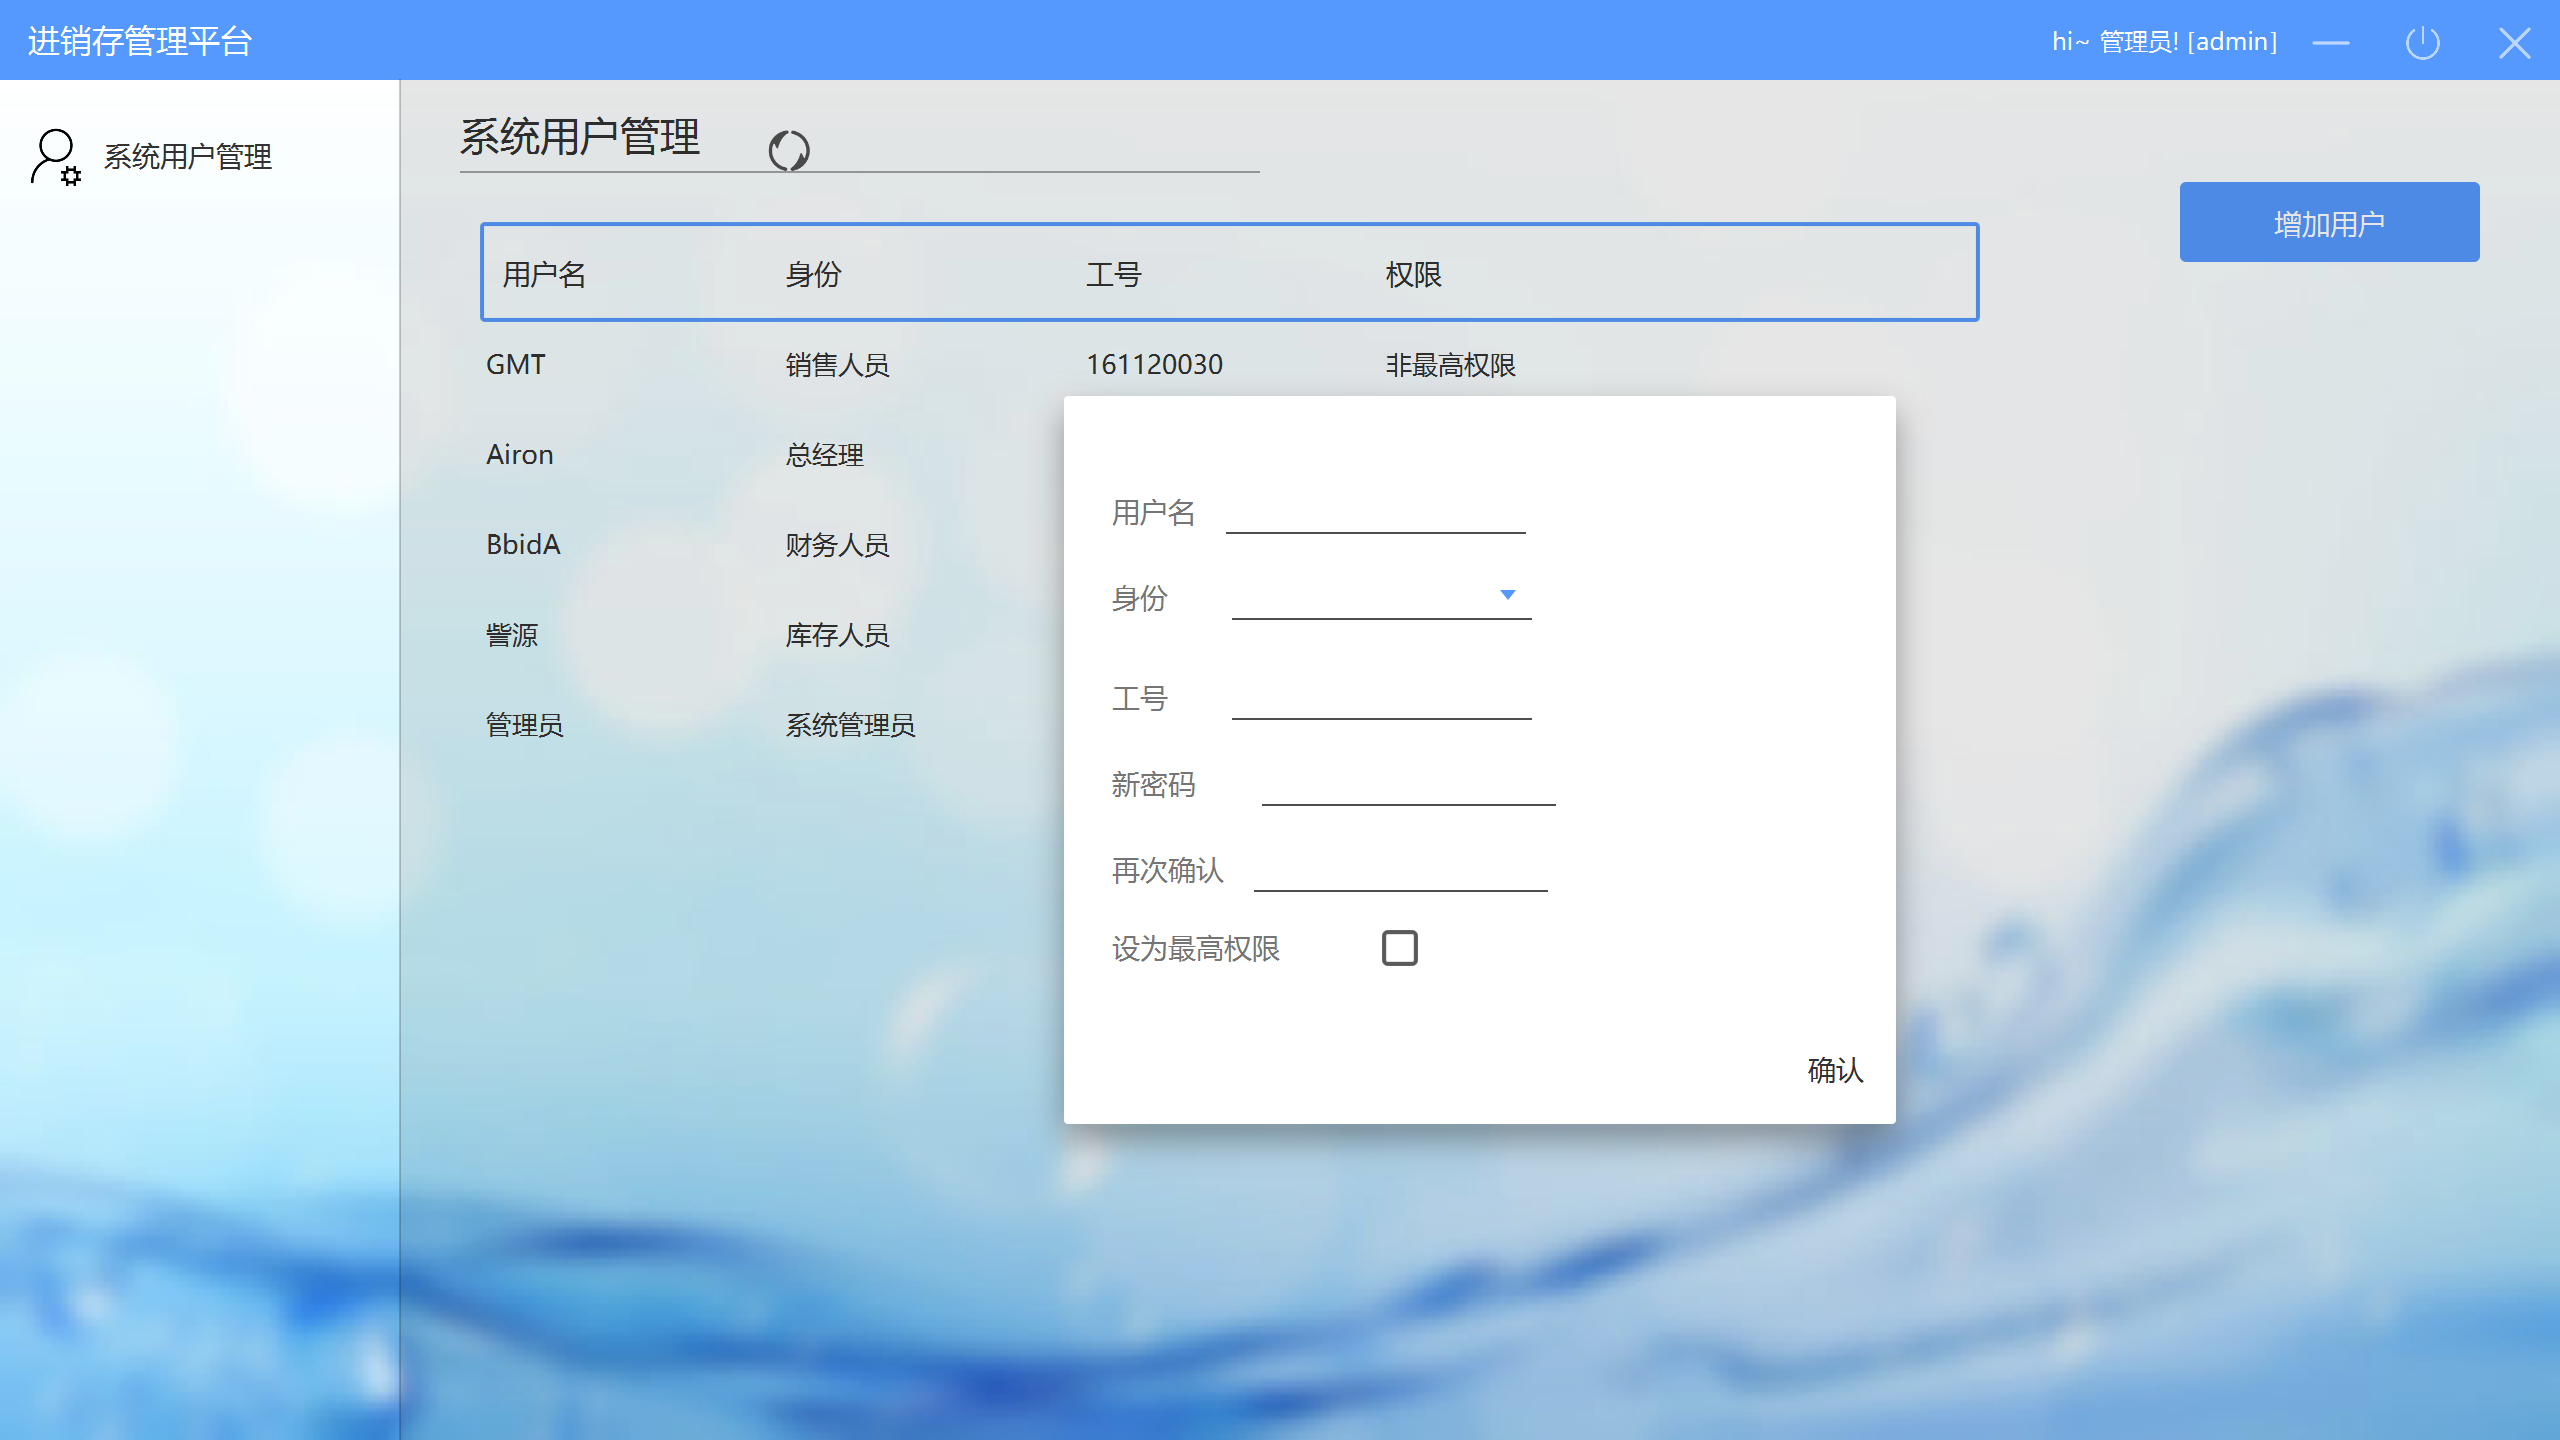 进销存管理平台
hi~ 管理员! [admin]
系统用户管理
系统用户管理
增加用户
用户名 身份 工号 权限
GMT 销售人员 161120030 非最高权限
Airon 总经理
BbidA 财务人员
訾源 库存人员
管理员 系统管理员
用户名
身份
工号
新密码
再次确认
设为最高权限
确认